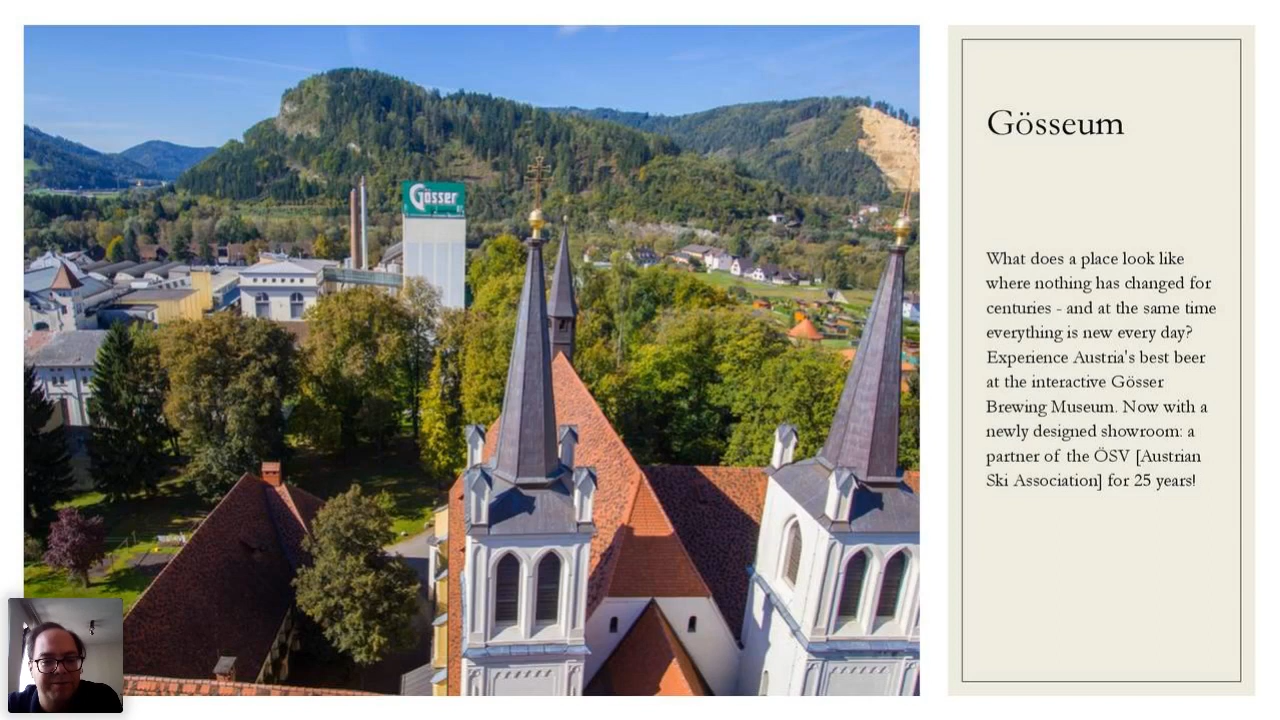 Gösser
Gösseum
What does a place look like
where nothing has changed for
centuries - and at the same time
everything is new every day?
Experience Austria's best beer
at the interactive Gösser
Brewing Museum. Now with a
newly designed showroom: a
partner of the ÖSV [Austrian
Ski Association] for 25 years!